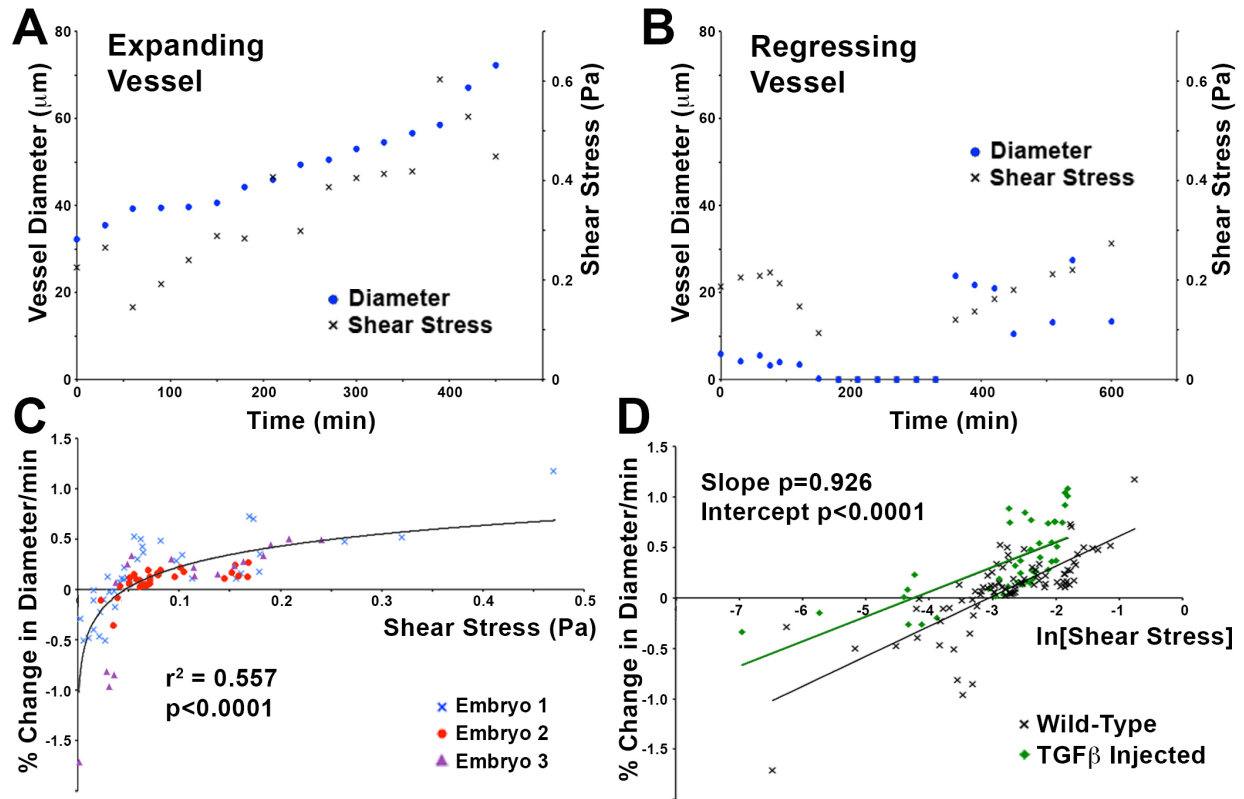 A
Expanding
Vessel
Vessel Diameter (μm)
80
60
40
20
0
0
100
200
300
400
Time (min)
Shear Stress (Pa)
0.6
0.4
0.2
0
Diameter
Shear Stress
B
Regressing
Vessel
Vessel Diameter (μm)
80
60
40
20
0
0
200
400
600
Time (min)
Shear Stress (Pa)
0.6
0.4
0.2
0
Diameter
Shear Stress
C
% Change in Diameter/min
1.5
1.0
0.5
0
-0.5
-1.0
-1.5
0.1
0.2
0.3
0.4
0.5
Shear Stress (Pa)
r² = 0.557
p<0.0001
Embryo 1
Embryo 2
Embryo 3
D
% Change in Diameter/min
1.5
1.0
0.5
0
-0.5
-1.0
-1.5
-7
-6
-5
-4
-3
-2
-1
0
ln[Shear Stress]
Slope p=0.926
Intercept p<0.0001
Wild-Type
TGFβ Injected